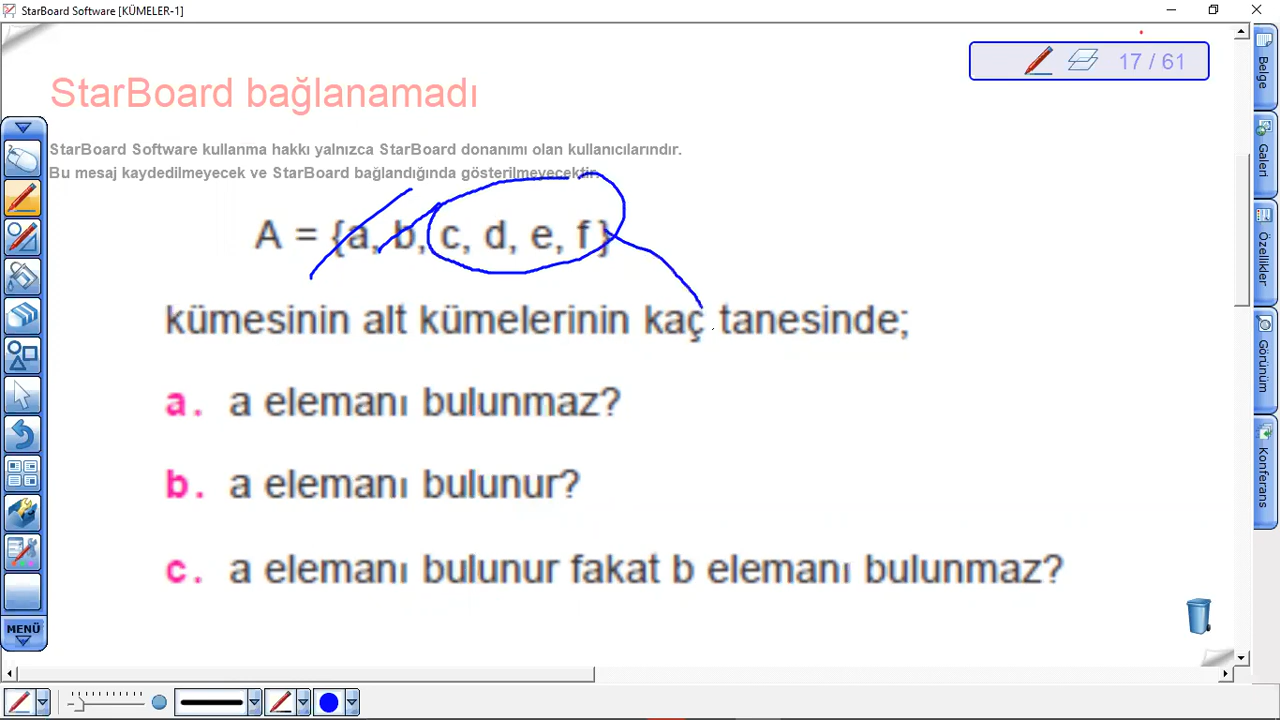 StarBoard Software [KÜMELER-1]
17 / 61
StarBoard bağlanamadı
StarBoard Software kullanma hakkı yalnızca StarBoard donanımı olan kullanıcılarındır.
Bu mesaj kaydedilmeyecek ve StarBoard bağlandığında gösterilmeyecektir.
A = {a, b, c, d, e, f}
kümesinin alt kümelerinin kaç tanesinde;
a. a elemanı bulunmaz?
b. a elemanı bulunur?
c. a elemanı bulunur fakat b elemanı bulunmaz?
MENÜ
Belge
Galeri
Özellikler
Görünüm
Konferans